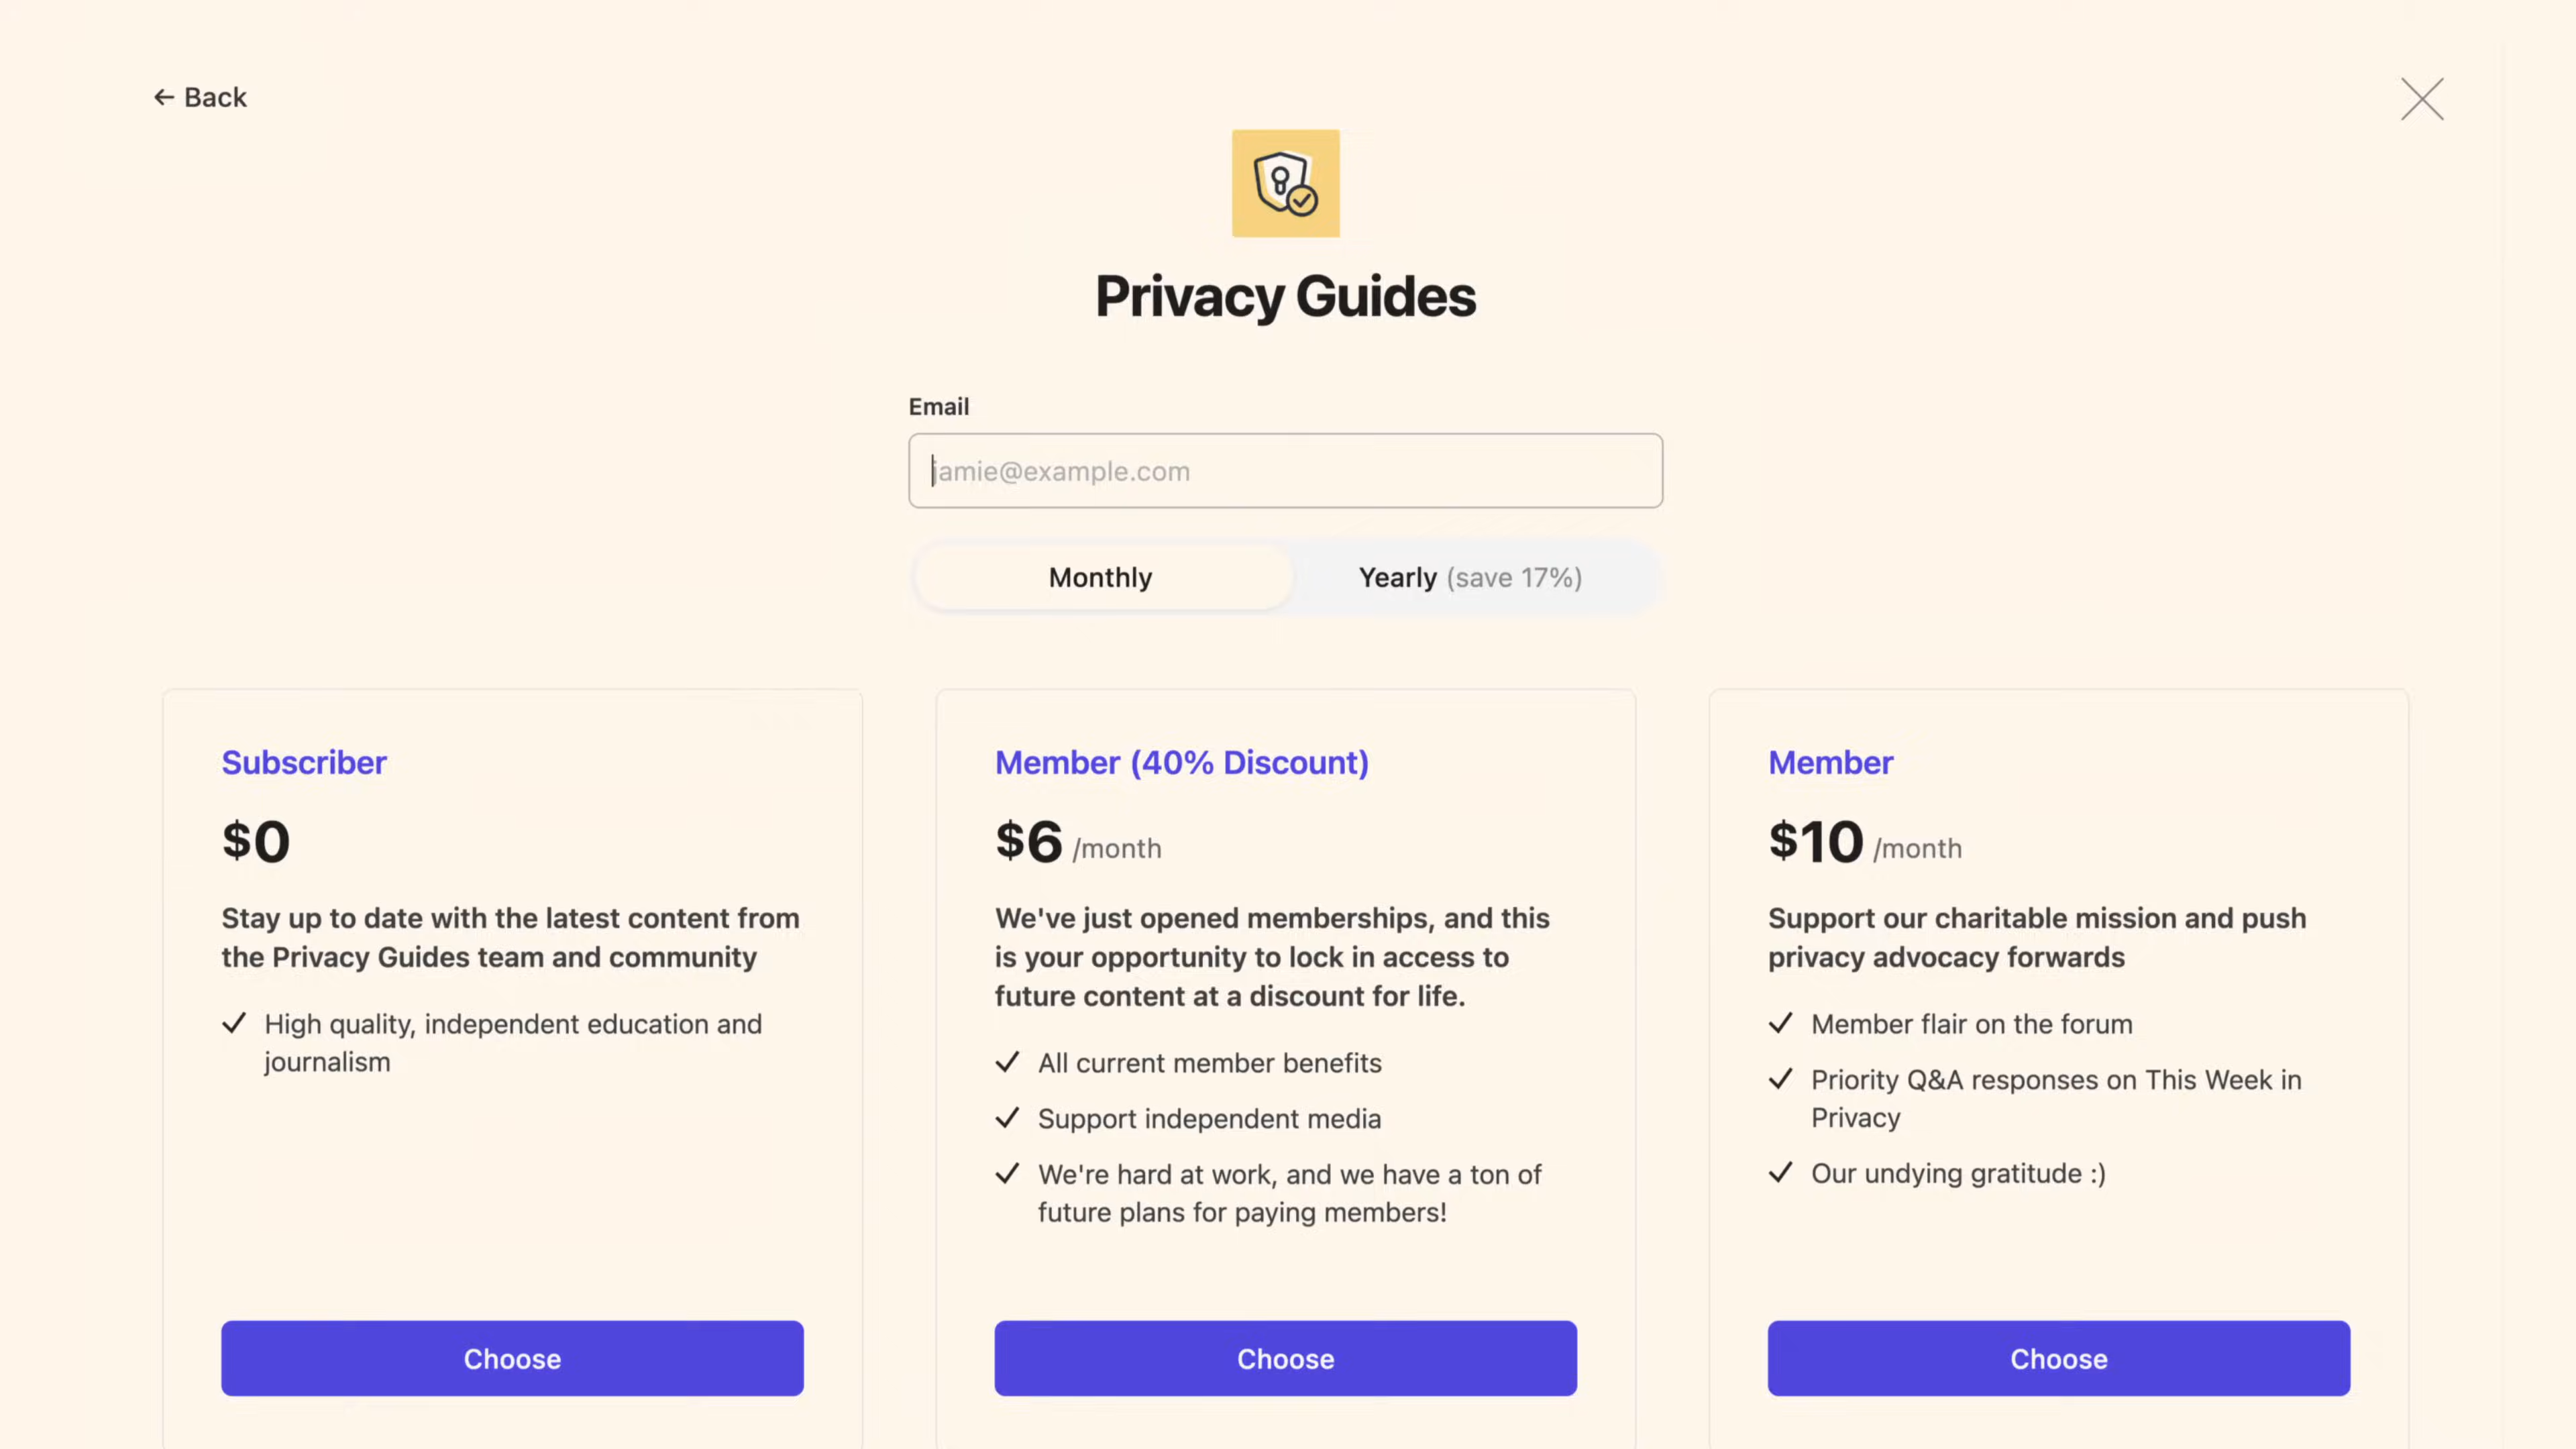 ← Back
Privacy Guides
Email
jamie@example.com
Monthly
Yearly (save 17%)
Subscriber
$0
Stay up to date with the latest content from
the Privacy Guides team and community
High quality, independent education and
journalism
Choose
Member (40% Discount)
$6 /month
We've just opened memberships, and this
is your opportunity to lock in access to
future content at a discount for life.
All current member benefits
Support independent media
We're hard at work, and we have a ton of
future plans for paying members!
Choose
Member
$10 /month
Support our charitable mission and push
privacy advocacy forwards
Member flair on the forum
Priority Q&A responses on This Week in
Privacy
Our undying gratitude :)
Choose